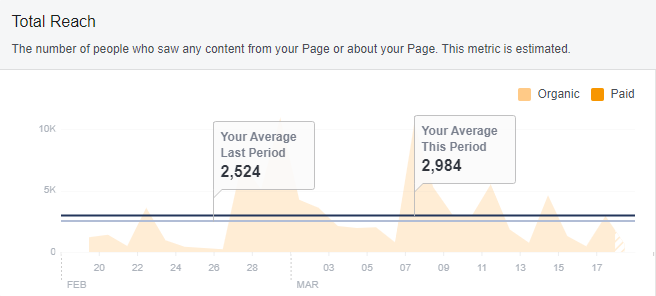 Total Reach
The number of people who saw any content from your Page or about your Page. This metric is estimated.
Organic Paid
10K
5K
0
Your Average
Last Period
2,524
Your Average
This Period
2,984
20 22 24 26 28 03 05 07 09 11 13 15 17
FEB MAR